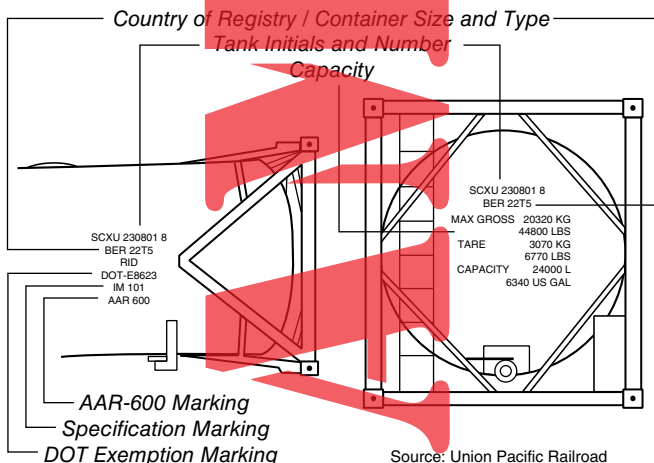 Country of Registry / Container Size and Type
Tank Initials and Number
Capacity
SCXU 230801 8
BER 22T5
RID
DOT-E8623
IM 101
AAR 600
SCXU 230801 8
BER 22T5
MAX GROSS 20320 KG
44800 LBS
TARE 3070 KG
6770 LBS
CAPACITY 24000 L
6340 US GAL
AAR-600 Marking
Specification Marking
DOT Exemption Marking
Source: Union Pacific Railroad